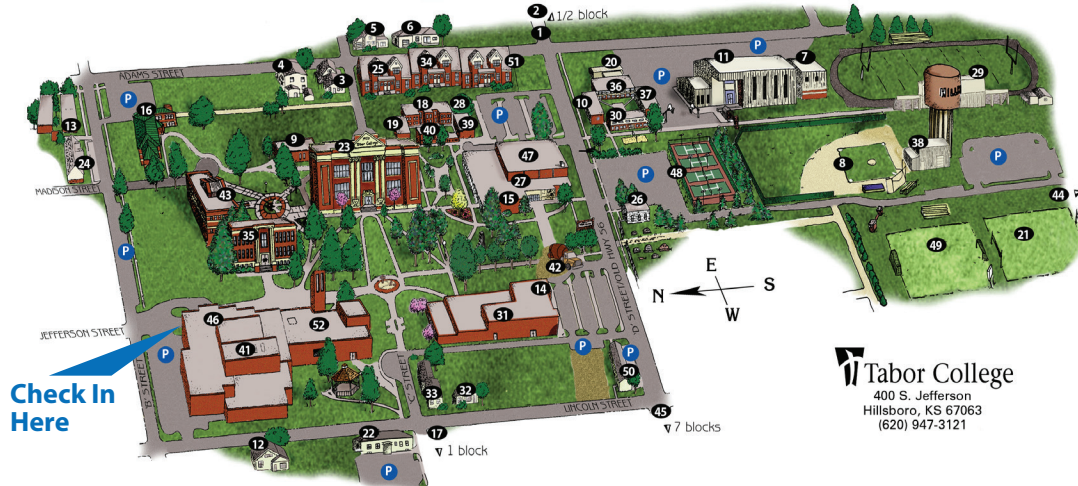 2
1/2 block
1
5
6
ADAMS STREET
4
3
25
34
51
20
11
7
P
P
36
37
29
P
16
18
28
10
30
13
19
40
39
P
9
23
47
38
24
8
P
MADISON STREET
43
27
48
P
15
26
44
35
P
49
21
42
'D' STREET/OLD HWY. 56
E
N
S
W
14
JEFFERSON STREET
46
52
31
P
41
P
P
50
Check In
Here
'B' STREET
'C' STREET
33
32
LINCOLN STREET
45
7 blocks
12
22
17
1 block
P
Tabor College
400 S. Jefferson
Hillsboro, KS 67063
(620) 947-3121